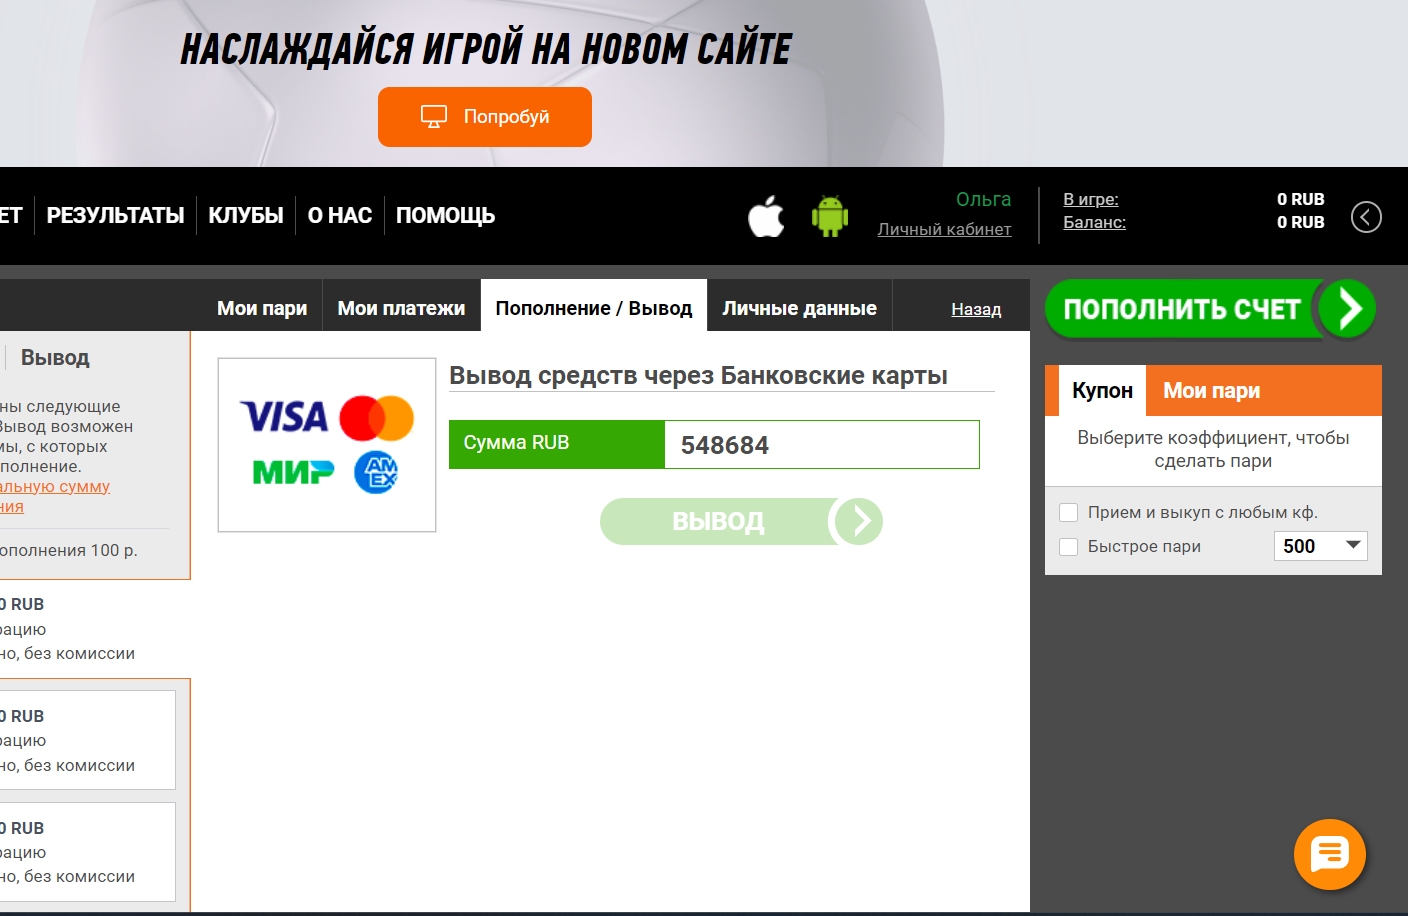 НАСЛАЖДАЙСЯ ИГРОЙ НА НОВОМ САЙТЕ
Попробуй
ЕТ РЕЗУЛЬТАТЫ КЛУБЫ О НАС ПОМОЩЬ
Ольга
Личный кабинет
В игре: 0 RUB
Баланс: 0 RUB
Мои пари Мои платежи Пополнение / Вывод Личные данные Назад
ПОПОЛНИТЬ СЧЕТ
Вывод
ны следующие
Вывод возможен
мы, с которых
полнение.
альную сумму
ния
ополнения 100 р.
0 RUB
рацию
но, без комиссии
0 RUB
рацию
но, без комиссии
0 RUB
рацию
но, без комиссии
VISA
МИР
AM
EX
Вывод средств через Банковские карты
Сумма RUB 548684
ВЫВОД
Купон Мои пари
Выберите коэффициент, чтобы
сделать пари
Прием и выкуп с любым кф.
Быстрое пари 500